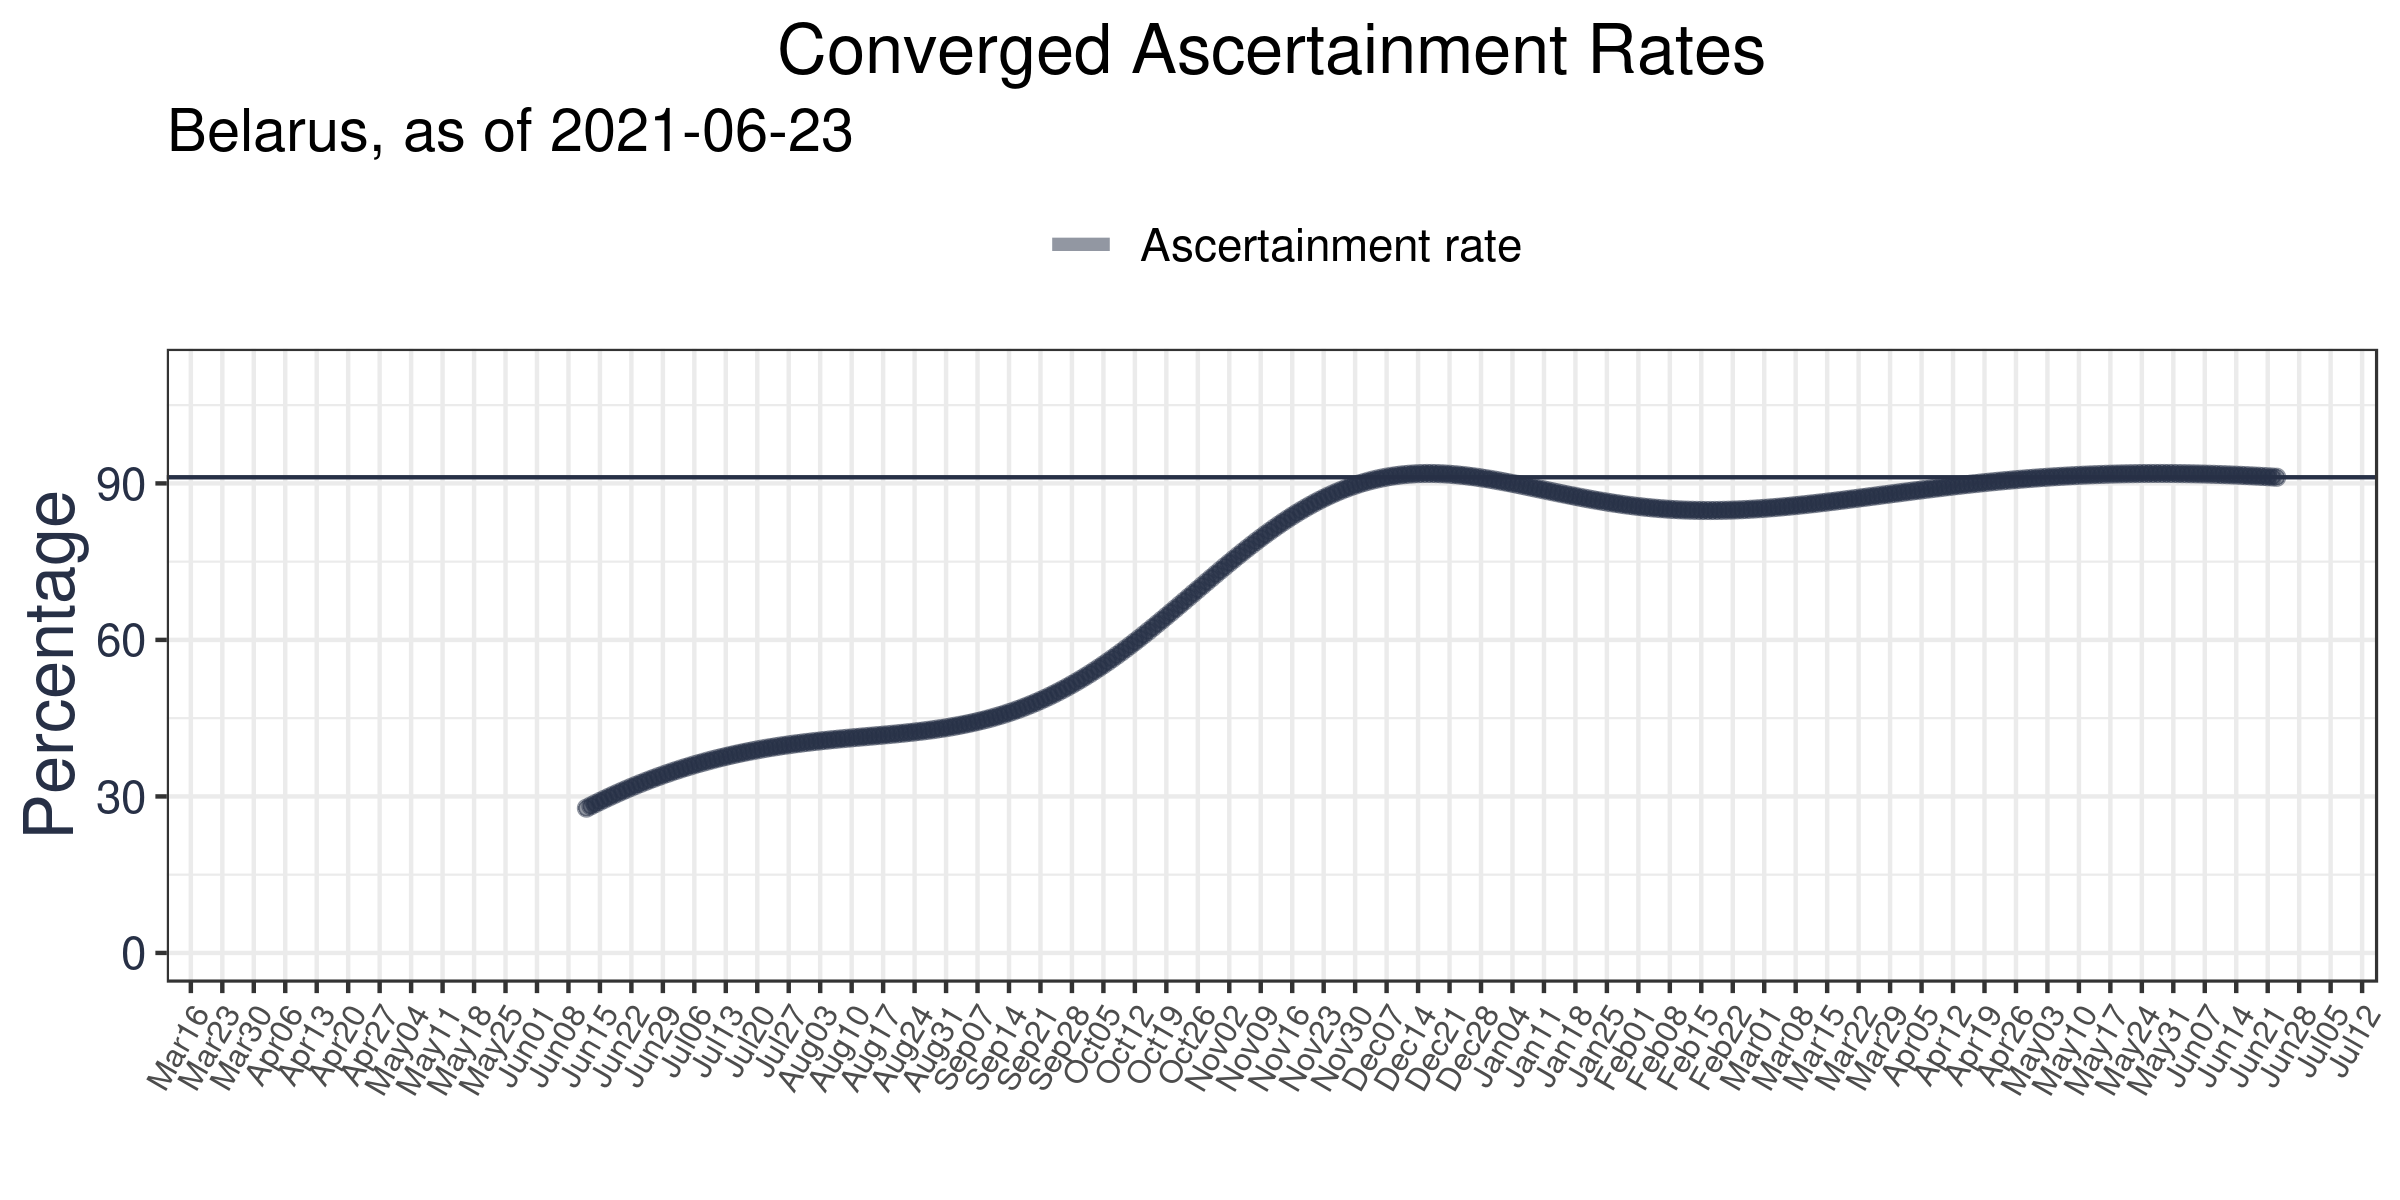 Converged Ascertainment Rates
Belarus, as of 2021-06-23
Ascertainment rate
Percentage
90
60
30
0
Mar16
Mar23
Mar30
Apr06
Apr13
Apr20
Apr27
May04
May11
May18
May25
Jun01
Jun08
Jun15
Jun22
Jun29
Jul06
Jul13
Jul20
Jul27
Aug03
Aug10
Aug17
Aug24
Aug31
Sep07
Sep14
Sep21
Sep28
Oct05
Oct12
Oct19
Oct26
Nov02
Nov09
Nov16
Nov23
Nov30
Dec07
Dec14
Dec21
Dec28
Jan04
Jan11
Jan18
Jan25
Feb01
Feb08
Feb15
Feb22
Mar01
Mar08
Mar15
Mar22
Mar29
Apr05
Apr12
Apr19
Apr26
May03
May10
May17
May24
May31
Jun07
Jun14
Jun21
Jun28
Jul05
Jul12